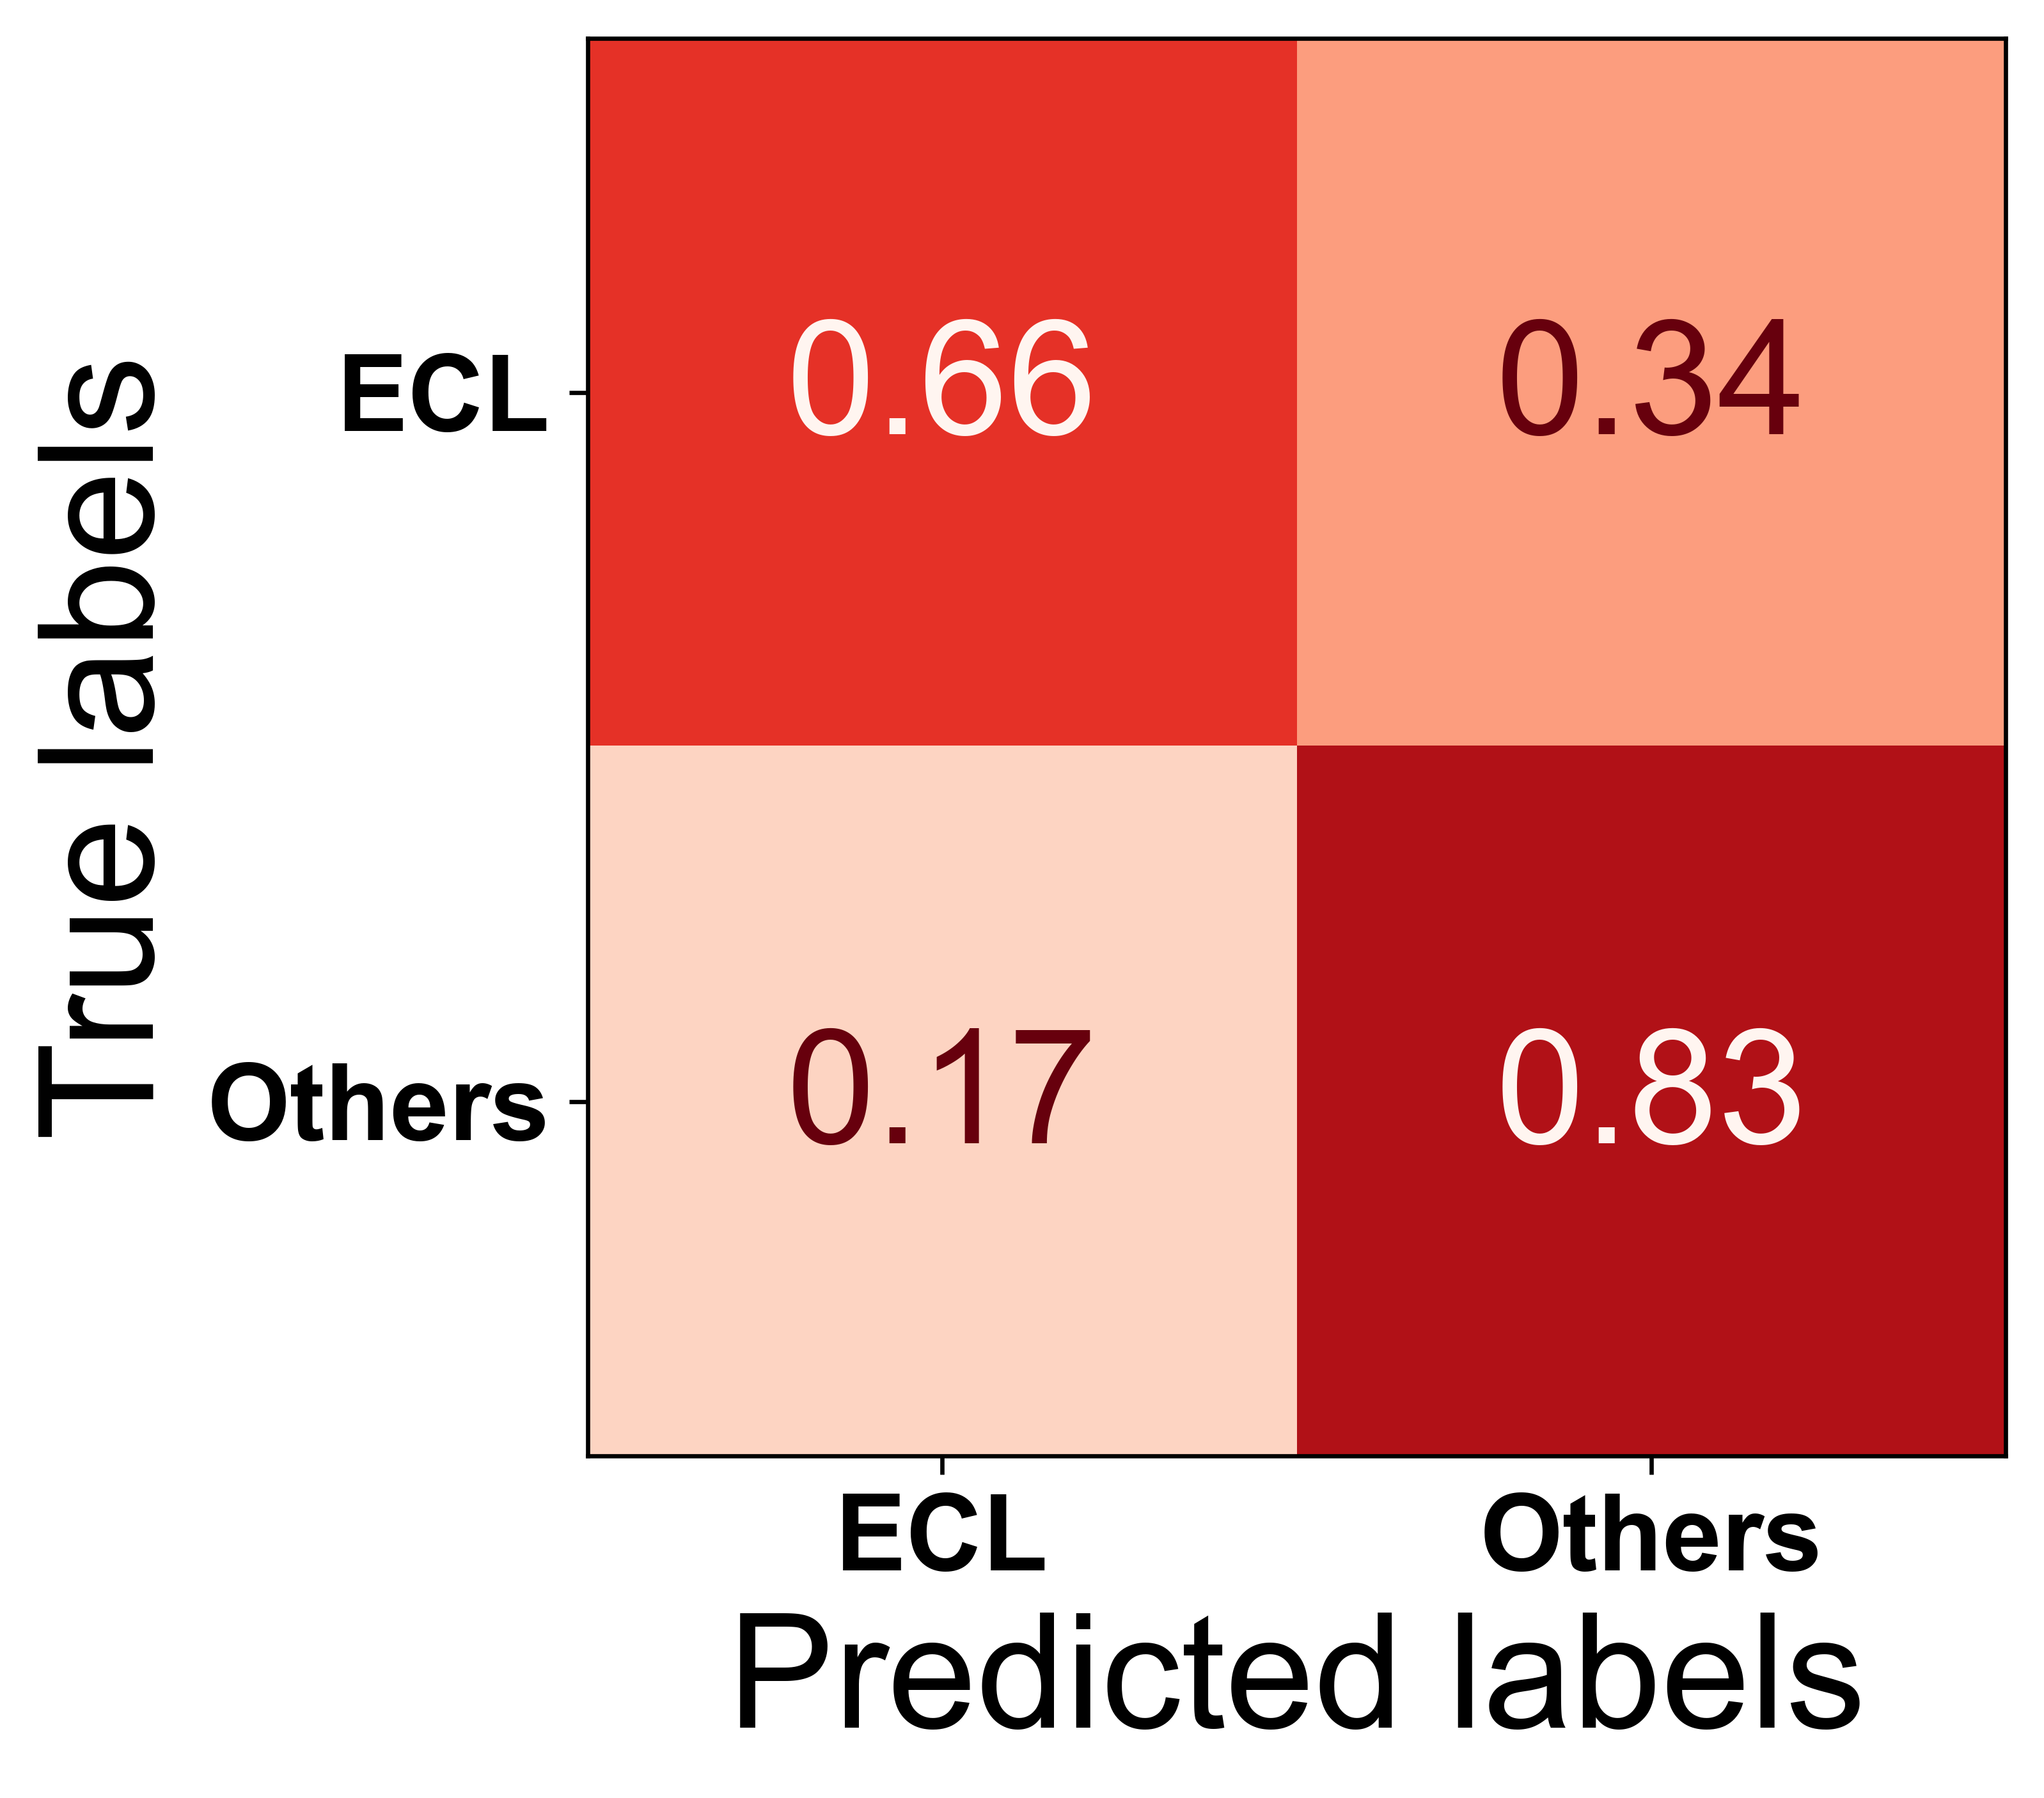 True labels
ECL
0.66 0.34
Others
0.17 0.83
ECL Others
Predicted labels